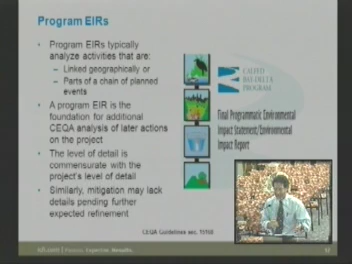 Program EIRs
• Program EIRs typically
analyze activities that are:
– Linked geographically or
– Parts of a chain of planned
events
• A program EIR is the
foundation for additional
CEQA analysis of later actions
on the project
• The level of detail is
commensurate with the
project's level of detail
• Similarly, mitigation may lack
details pending further
expected refinement
CALFED
BAY-DELTA
PROGRAM
Final Programmatic Environmental
Impact Statement/Environmental
Impact Report
CEQA Guidelines sec. 15168